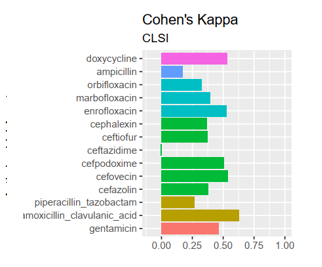 Cohen's Kappa
CLSI
doxycycline
ampicillin
orbifloxacin
marbofloxacin
enrofloxacin
cephalexin
ceftiofur
ceftazidime
cefpodoxime
cefovecin
cefazolin
piperacillin_tazobactam
amoxicillin_clavulanic_acid
gentamicin
0.00 0.25 0.50 0.75 1.00